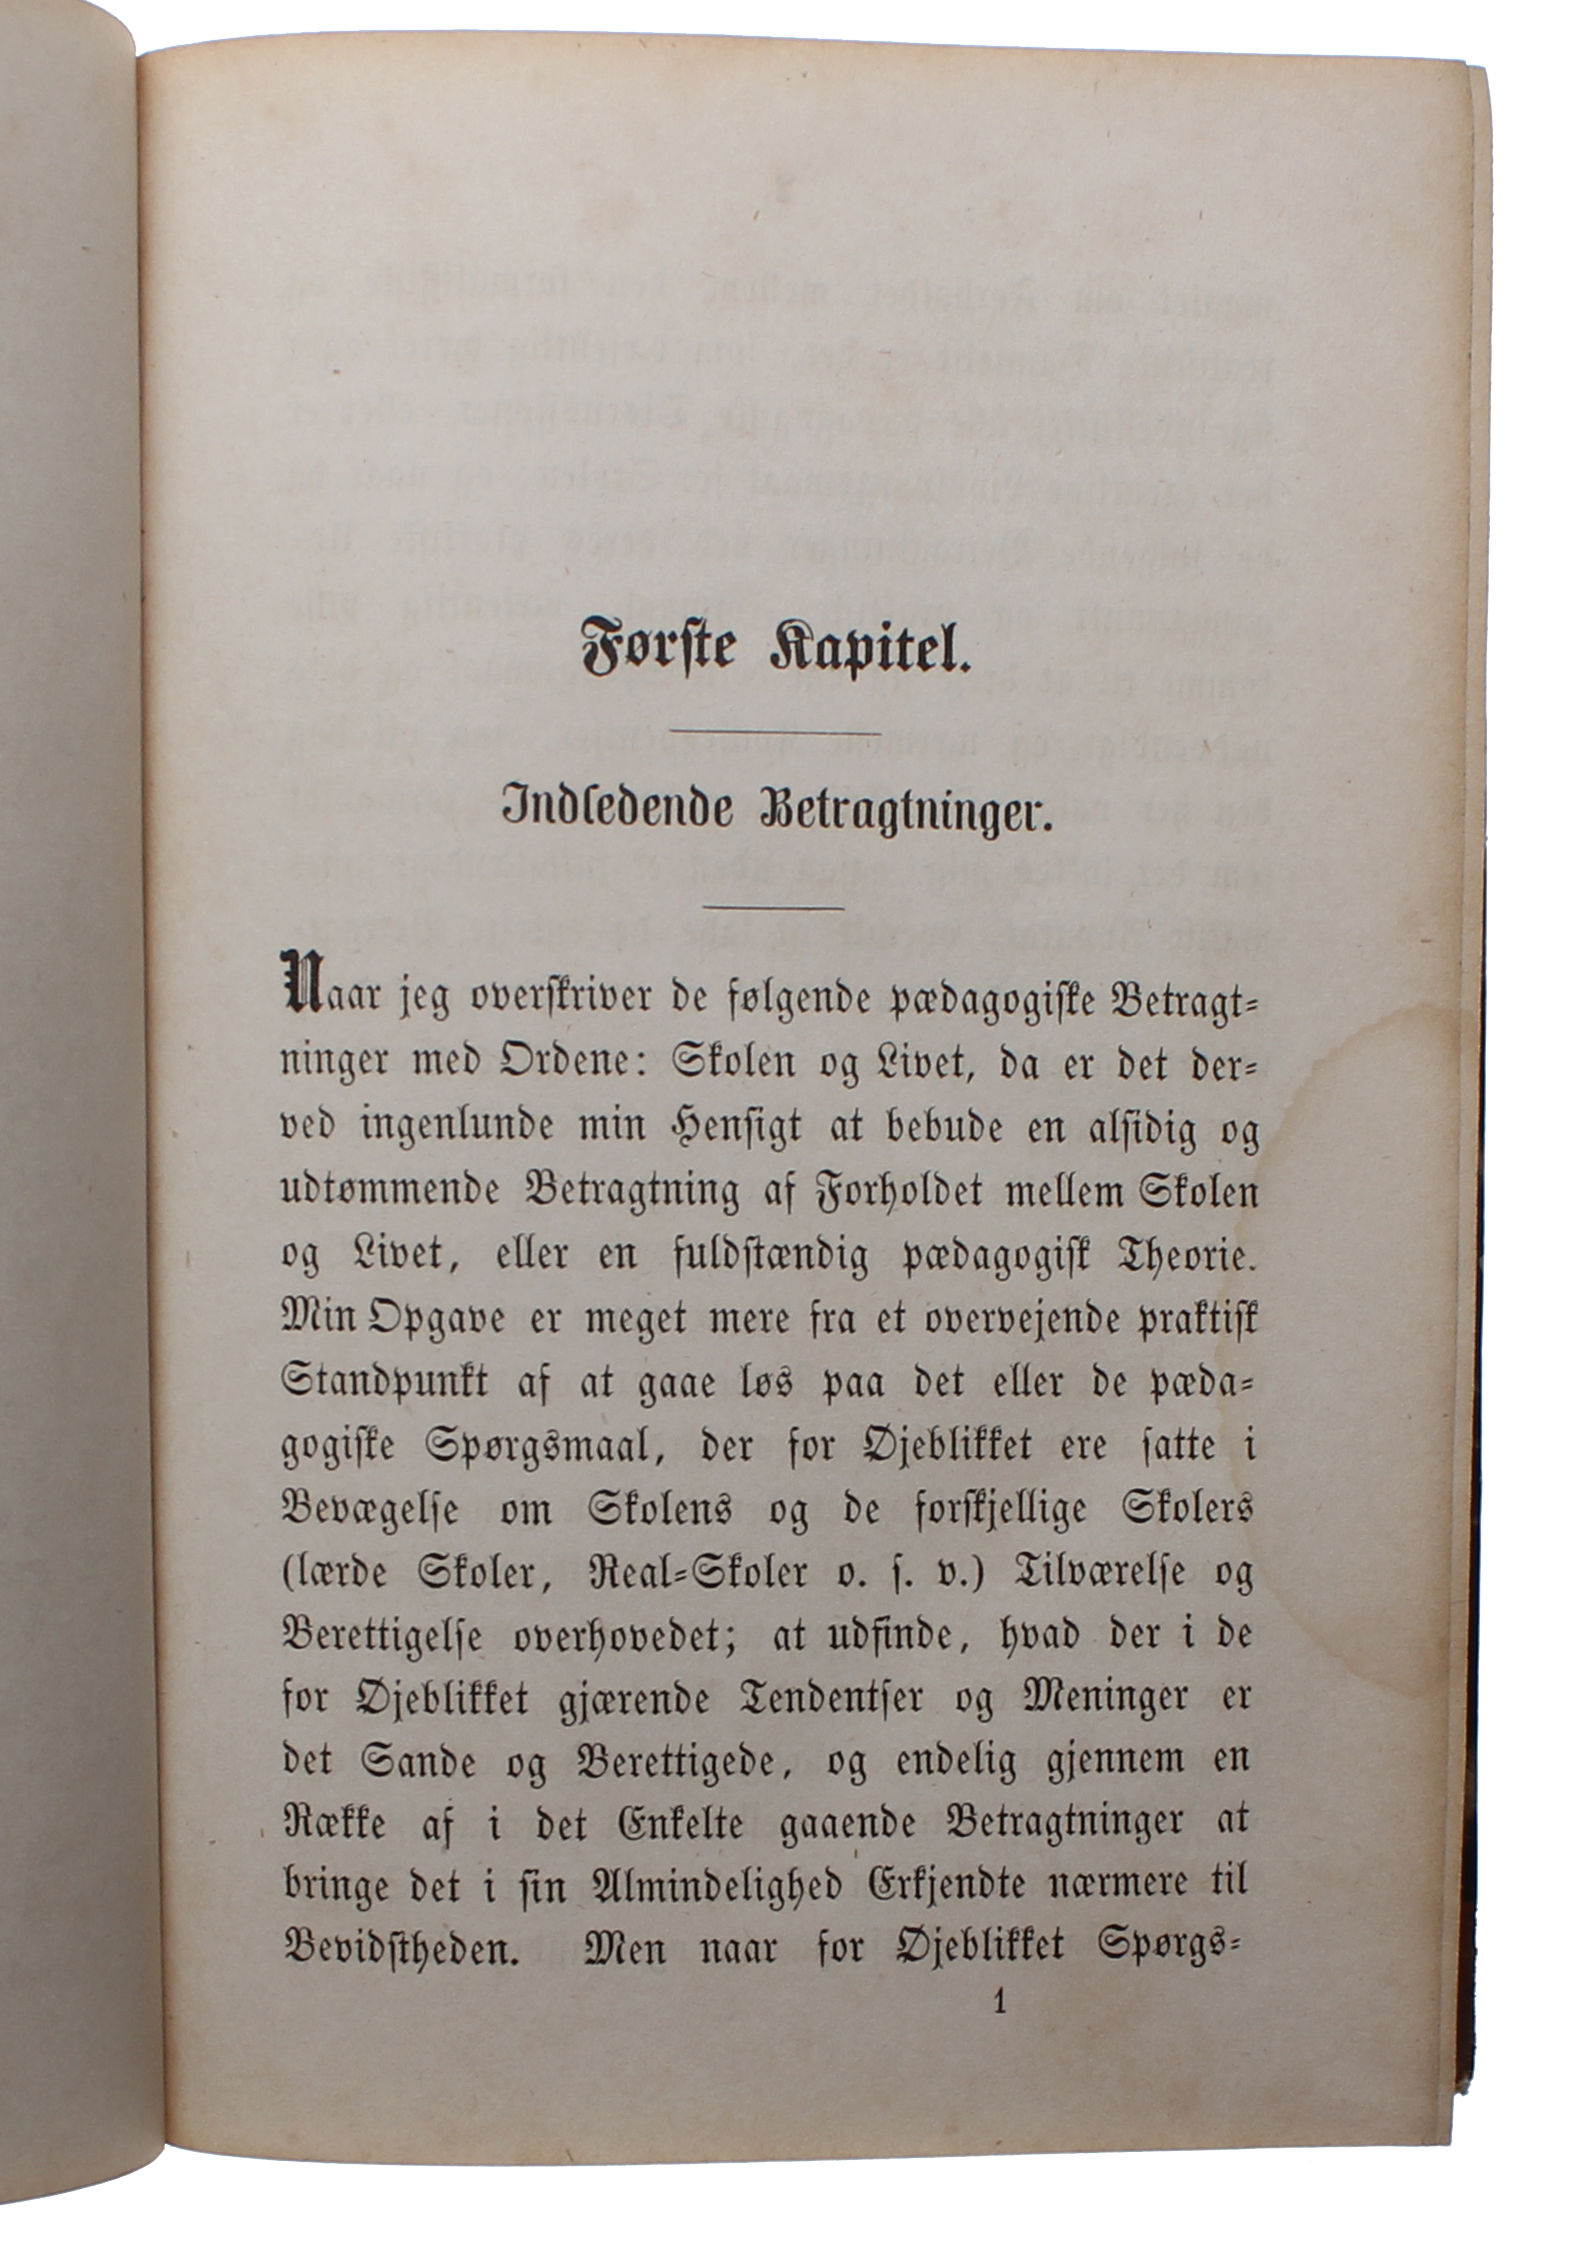 Første Kapitel.
Indledende Betragtninger.
Naar jeg overskriver de følgende pædagogiske Betragt-
ninger med Ordene: Skolen og Livet, da er det der-
ved ingenlunde min Hensigt at bebude en alsidig og
udtømmende Betragtning af Forholdet mellem Skolen
og Livet, eller en fuldstændig pædagogisk Theorie.
Min Opgave er meget mere fra et overvejende praktisk
Standpunkt af at gaae løs paa det eller de pæda-
gogiske Spørgsmaal, der for Øjeblikket ere satte i
Bevægelse om Skolens og de forskjellige Skolers
(lærde Skoler, Real-Skoler o. s. v.) Tilværelse og
Berettigelse overhovedet; at udfinde, hvad der i de
for Øjeblikket gjærende Tendentser og Meninger er
det Sande og Berettigede, og endelig gjennem en
Række af i det Enkelte gaaende Betragtninger at
bringe det i sin Almindelighed Erkjendte nærmere til
Bevidstheden. Men naar for Øjeblikket Spørgs-
1